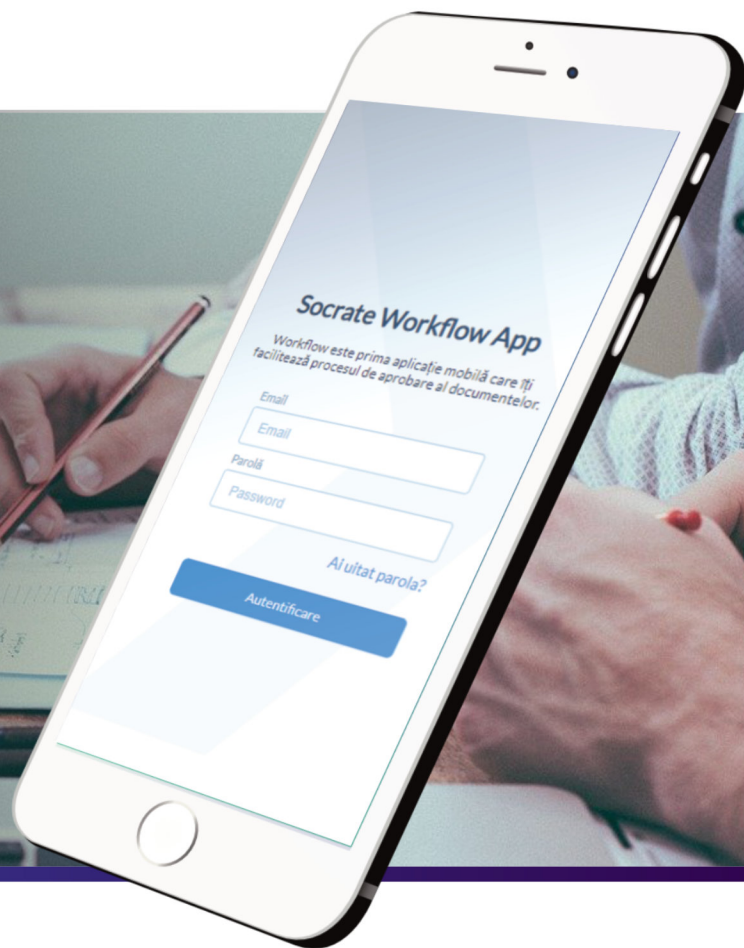 Socrate Workflow App
Workflow este prima aplicație mobilă care îți
facilitează procesul de aprobare al documentelor.
Email
Email
Parolă
Password
Ai uitat parola?
Autentificare